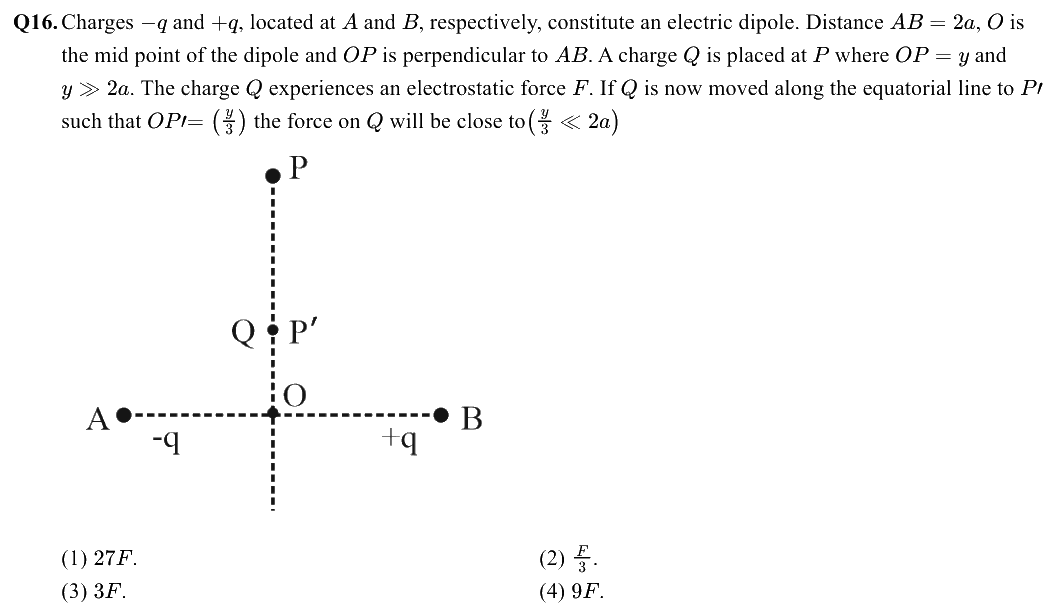 Q16. Charges −q and +q, located at A and B, respectively, constitute an electric dipole. Distance AB = 2a, O is
the mid point of the dipole and OP is perpendicular to AB. A charge Q is placed at P where OP = y and
y ≫ 2a. The charge Q experiences an electrostatic force F. If Q is now moved along the equatorial line to P′
such that OP′= (y/3) the force on Q will be close to (y/3 ≪ 2a)
P
Q P′
O
A B
-q +q
(1) 27F. (2) F/3.
(3) 3F. (4) 9F.